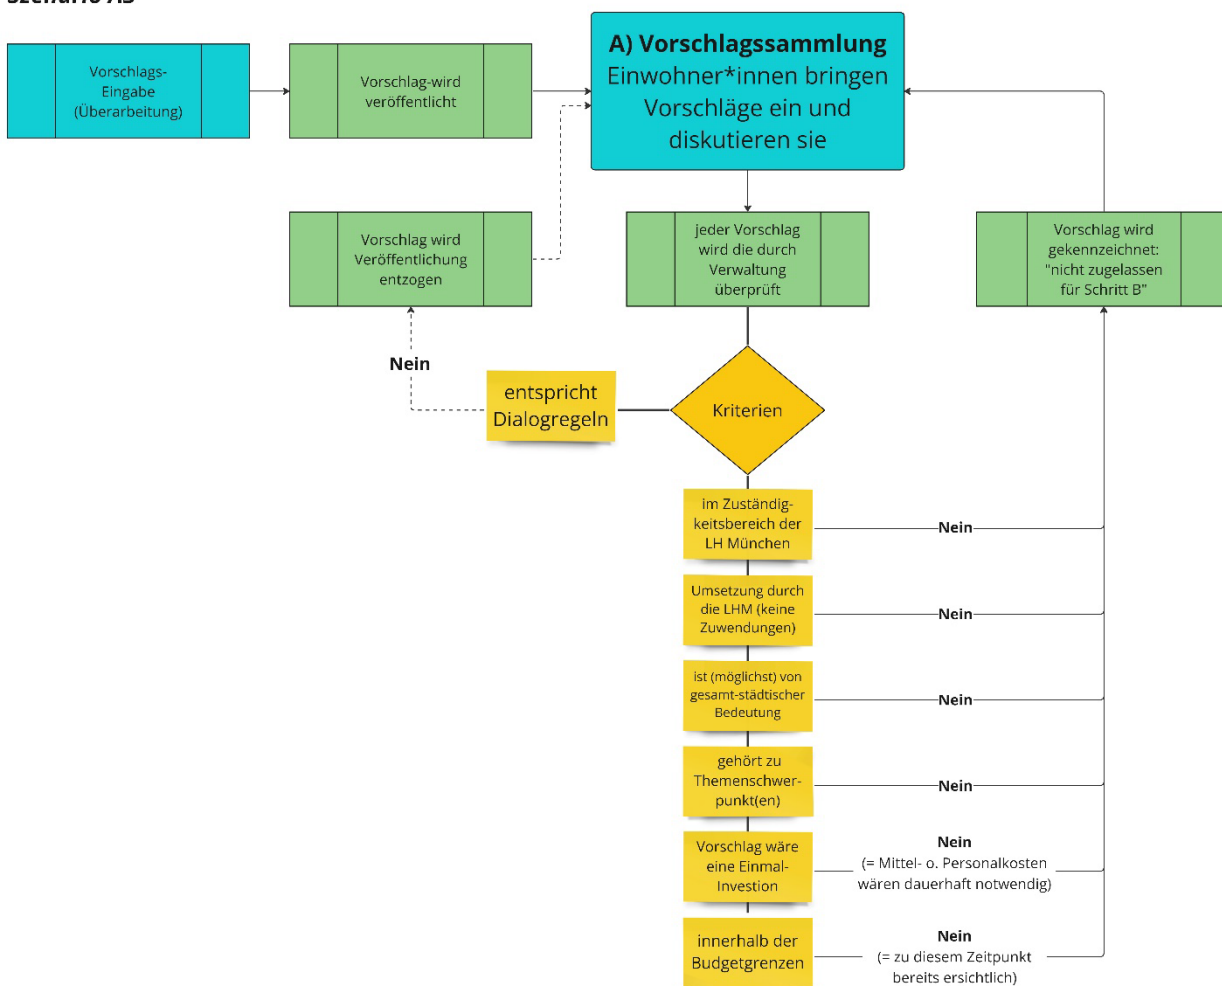 Vorschlags-
Eingabe
(Überarbeitung)
Vorschlag-wird
veröffentlicht
A) Vorschlagssammlung
Einwohner*innen bringen
Vorschläge ein und
diskutieren sie
Vorschlag wird
Veröffentlichung
entzogen
jeder Vorschlag
wird die durch
Verwaltung
überprüft
Vorschlag wird
gekennzeichnet:
"nicht zugelassen
für Schritt B"
Nein
entspricht
Dialogregeln
Kriterien
im Zuständig-
keitsbereich der
LH München
Nein
Umsetzung durch
die LHM (keine
Zuwendungen)
Nein
ist (möglichst) von
gesamt-städtischer
Bedeutung
Nein
gehört zu
Themenschwer-
punkt(en)
Nein
Vorschlag wäre
eine Einmal-
Investion
Nein
(= Mittel- o. Personalkosten
wären dauerhaft notwendig)
innerhalb der
Budgetgrenzen
Nein
(= zu diesem Zeitpunkt
bereits ersichtlich)